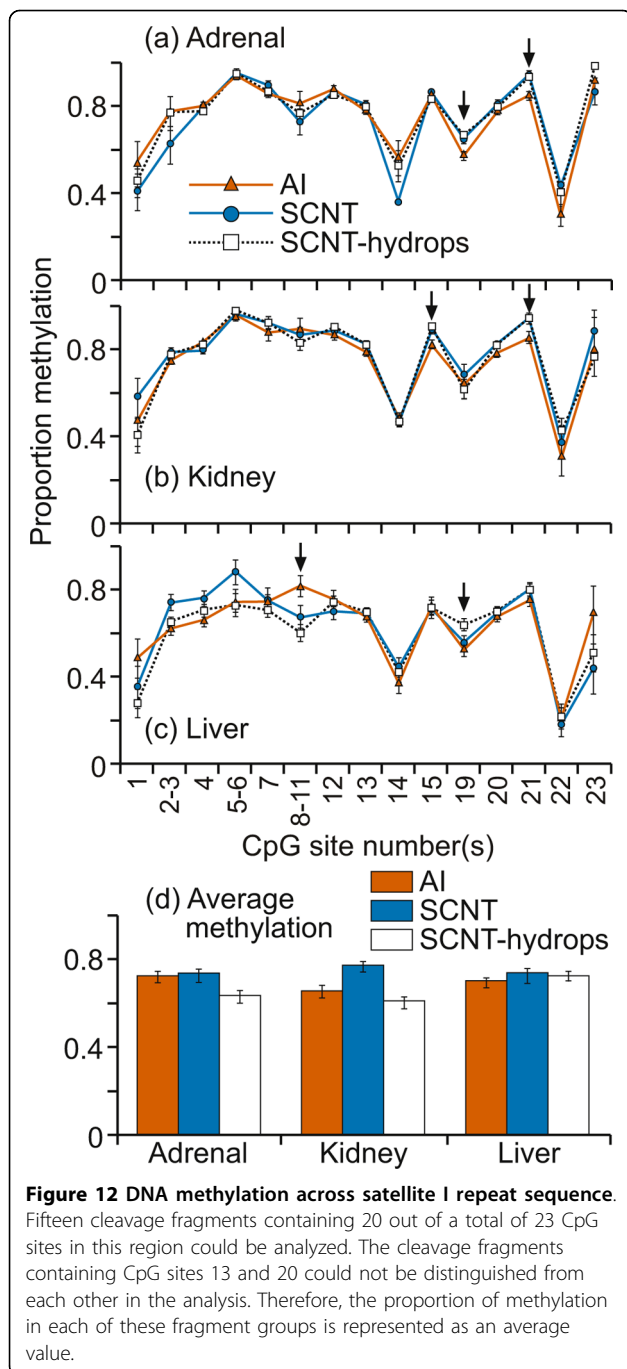 (a) Adrenal
0.8
0.4
0
AI
SCNT
SCNT-hydrops
Proportion methylation
0.8
0.4
0
(b) Kidney
0.8
0.4
0
(c) Liver
1
2-3
4
5-6
7
8-11
12
13
14
15
19
20
21
22
23
CpG site number(s)
(d) Average
methylation
AI
SCNT
SCNT-hydrops
0.8
0.4
0
Adrenal Kidney Liver
Figure 12 DNA methylation across satellite I repeat sequence.
Fifteen cleavage fragments containing 20 out of a total of 23 CpG
sites in this region could be analyzed. The cleavage fragments
containing CpG sites 13 and 20 could not be distinguished from
each other in the analysis. Therefore, the proportion of methylation
in each of these fragment groups is represented as an average
value.